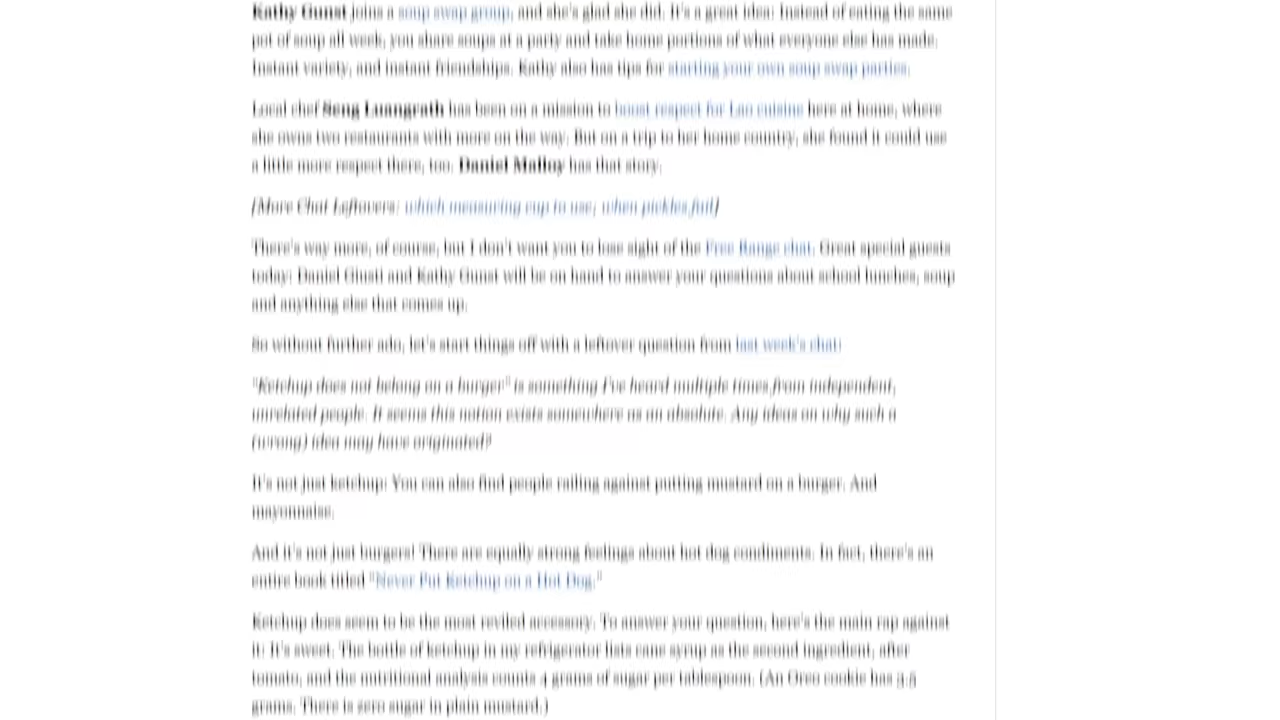 Kathy Gunst joins a soup swap group, and she's glad she did. It's a great idea: Instead of eating the same
pot of soup all week, you share soups at a party and take home portions of what everyone else has made.
Instant variety, and instant friendships. Kathy also has tips for starting your own soup swap parties.
Local chef Seng Luangrath has been on a mission to boost respect for Lao cuisine here at home, where
she owns two restaurants with more on the way. But on a trip to her home country, she found it could use
a little more respect there, too. Daniel Malloy has that story.
[More Chat Leftovers: which measuring cup to use; when pickles fail]
There's way more, of course, but I don't want you to lose sight of the Free Range chat. Great special guests
today: Daniel Giusti and Kathy Gunst will be on hand to answer your questions about school lunches, soup
and anything else that comes up.
So without further ado, let's start things off with a leftover question from last week's chat:
"Ketchup does not belong on a burger" is something I've heard multiple times from independent,
unrelated people. It seems this notion exists somewhere as an absolute. Any ideas on why such a
(wrong) idea may have originated?
It's not just ketchup: You can also find people railing against putting mustard on a burger. And
mayonnaise.
And it's not just burgers! There are equally strong feelings about hot dog condiments. In fact, there's an
entire book titled "Never Put Ketchup on a Hot Dog."
Ketchup does seem to be the most reviled accessory. To answer your question, here's the main rap against
it: It's sweet. The bottle of ketchup in my refrigerator lists cane syrup as the second ingredient, after
tomato, and the nutritional analysis counts 4 grams of sugar per tablespoon. (An Oreo cookie has 3.5
grams. There is zero sugar in plain mustard.)